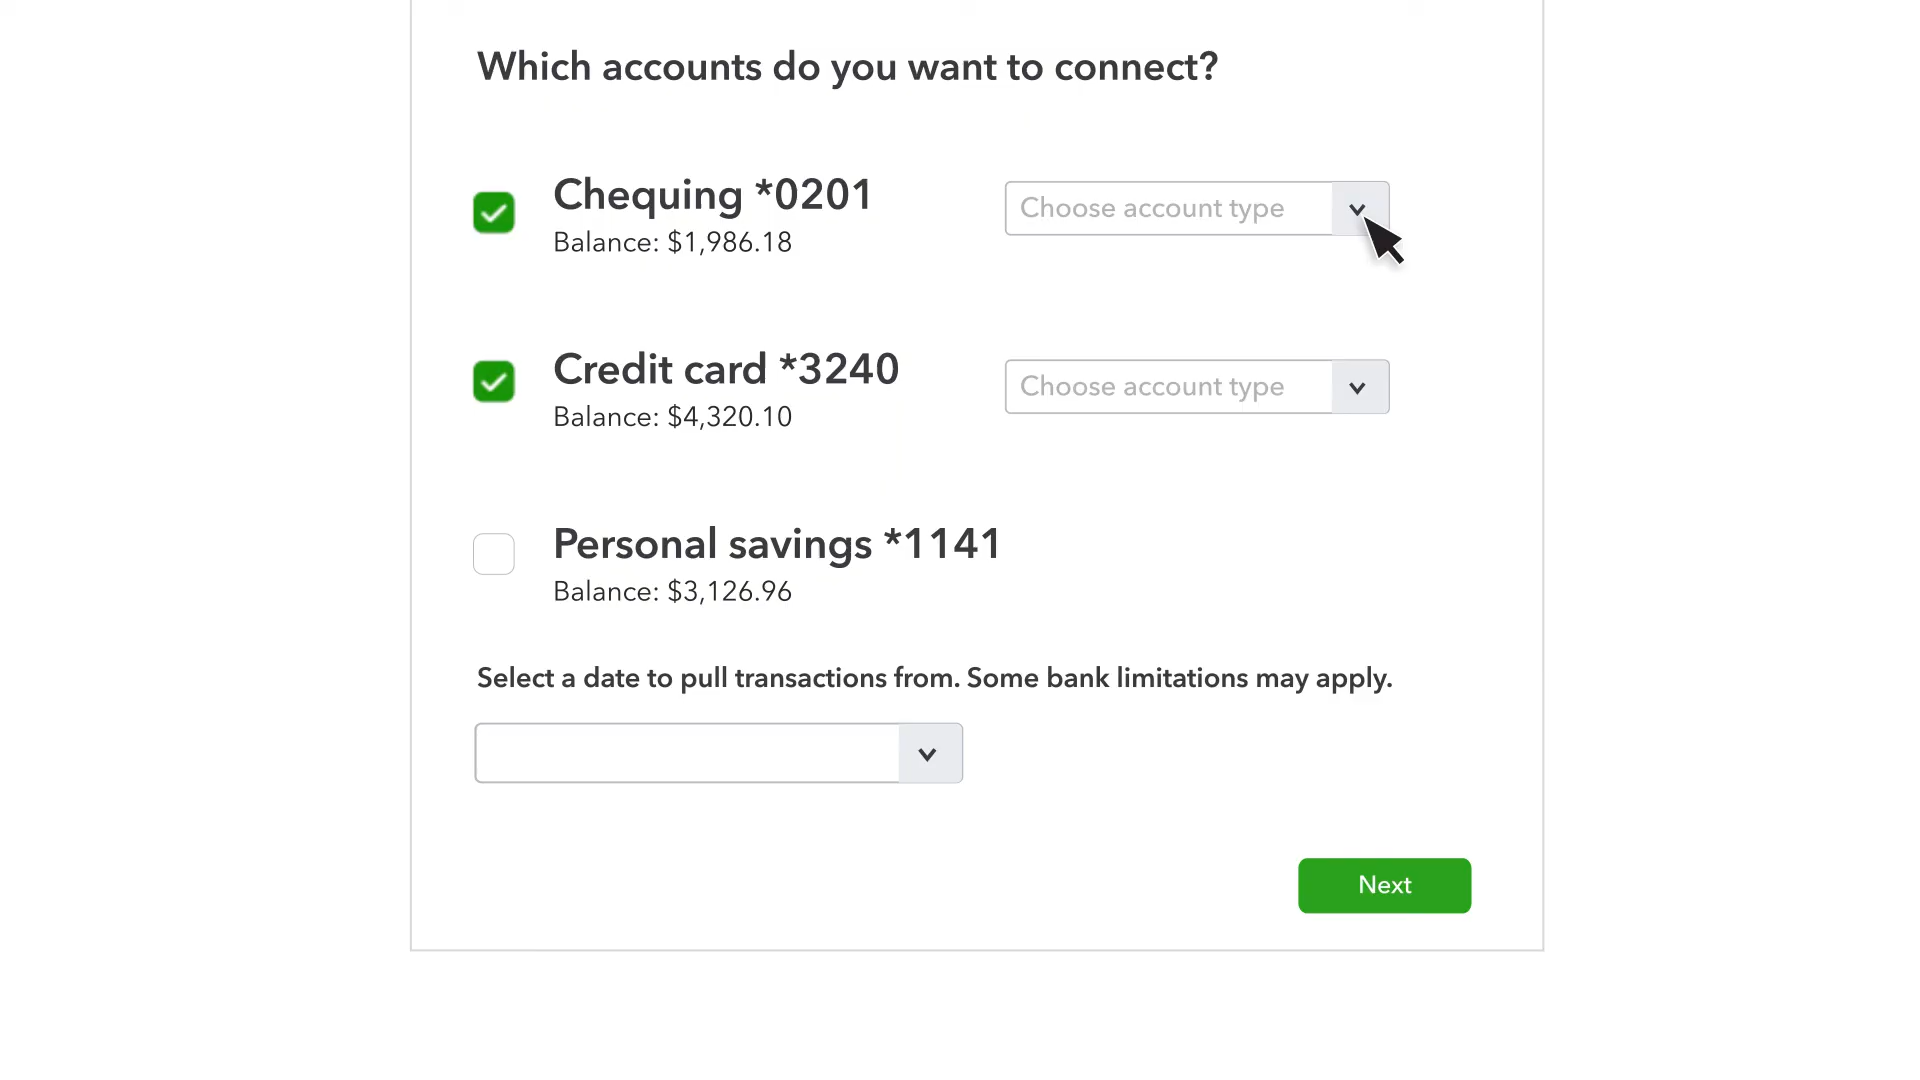 Which accounts do you want to connect?
Chequing *0201
Choose account type
Balance: $1,986.18
Credit card *3240
Choose account type
Balance: $4,320.10
Personal savings *1141
Balance: $3,126.96
Select a date to pull transactions from. Some bank limitations may apply.
Next